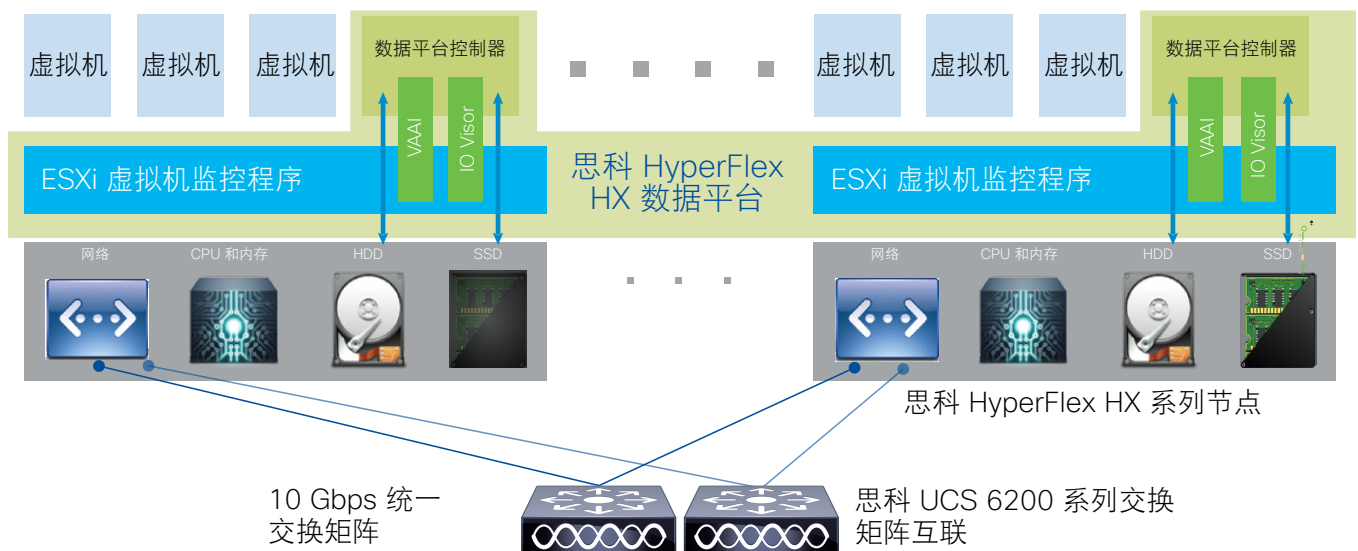 虚拟机
虚拟机
虚拟机
数据平台控制器
VAAI
IO Visor
虚拟机
虚拟机
虚拟机
数据平台控制器
VAAI
IO Visor
ESXi 虚拟机监控程序
思科 HyperFlex
HX 数据平台
ESXi 虚拟机监控程序
网络
CPU 和内存
HDD
SSD
网络
CPU 和内存
HDD
SSD
思科 HyperFlex HX 系列节点
10 Gbps 统一
交换矩阵
思科 UCS 6200 系列交换
矩阵互联